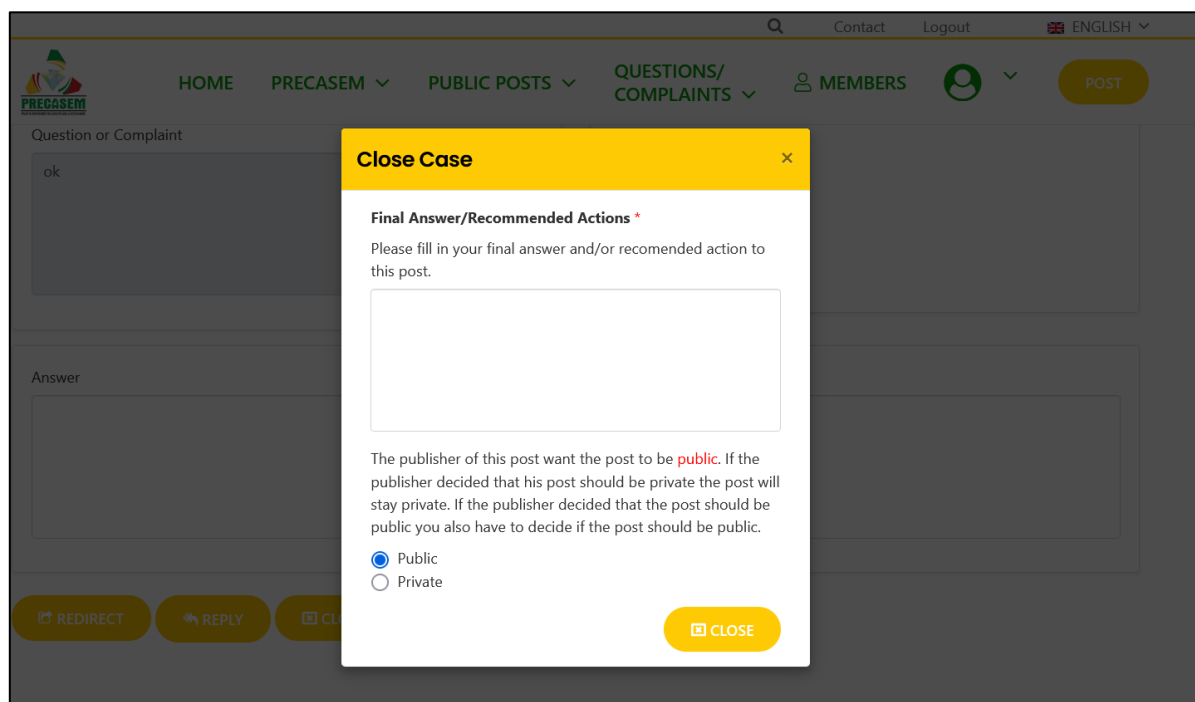 Contact Logout ENGLISH
PRECASEM
HOME PRECASEM PUBLIC POSTS QUESTIONS/
COMPLAINTS MEMBERS POST
Question or Complaint
ok
Close Case ×
Final Answer/Recommended Actions *
Please fill in your final answer and/or recomended action to
this post.
The publisher of this post want the post to be public. If the
publisher decided that his post should be private the post will
stay private. If the publisher decided that the post should be
public you also have to decide if the post should be public.
Public
Private
CLOSE
Answer
REDIRECT REPLY CL